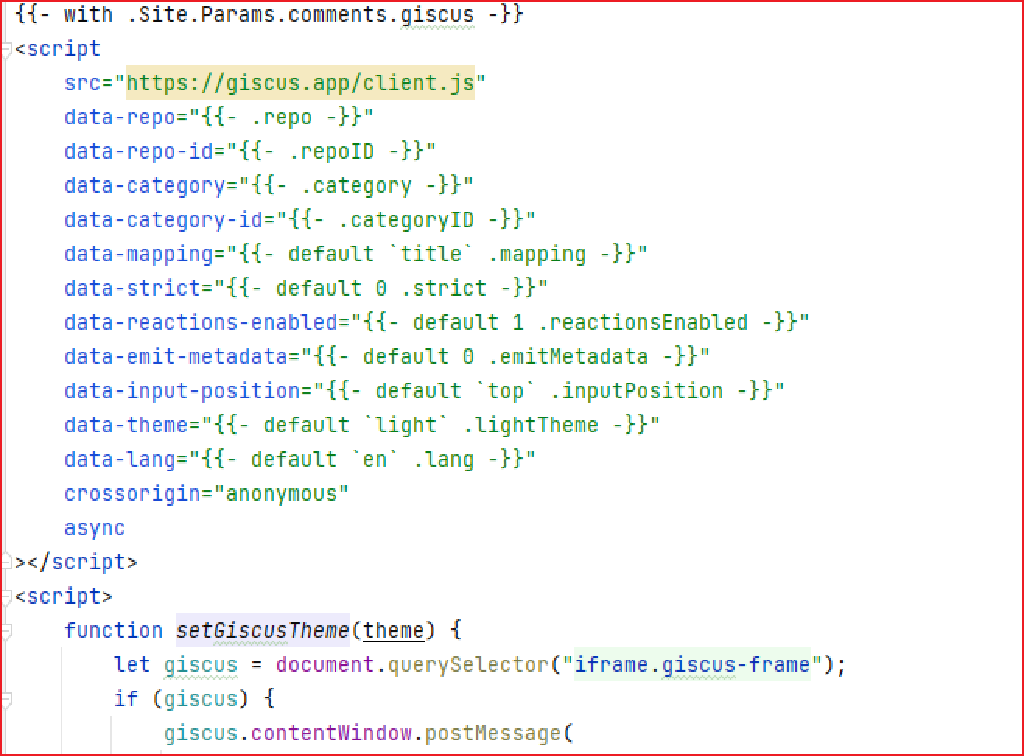 {{- with .Site.Params.comments.giscus -}}
<script
    src="https://giscus.app/client.js"
    data-repo="{{- .repo -}}"
    data-repo-id="{{- .repoID -}}"
    data-category="{{- .category -}}"
    data-category-id="{{- .categoryID -}}"
    data-mapping="{{- default `title` .mapping -}}"
    data-strict="{{- default 0 .strict -}}"
    data-reactions-enabled="{{- default 1 .reactionsEnabled -}}"
    data-emit-metadata="{{- default 0 .emitMetadata -}}"
    data-input-position="{{- default `top` .inputPosition -}}"
    data-theme="{{- default `light` .lightTheme -}}"
    data-lang="{{- default `en` .lang -}}"
    crossorigin="anonymous"
    async
></script>
<script>
    function setGiscusTheme(theme) {
        let giscus = document.querySelector("iframe.giscus-frame");
        if (giscus) {
            giscus.contentWindow.postMessage(